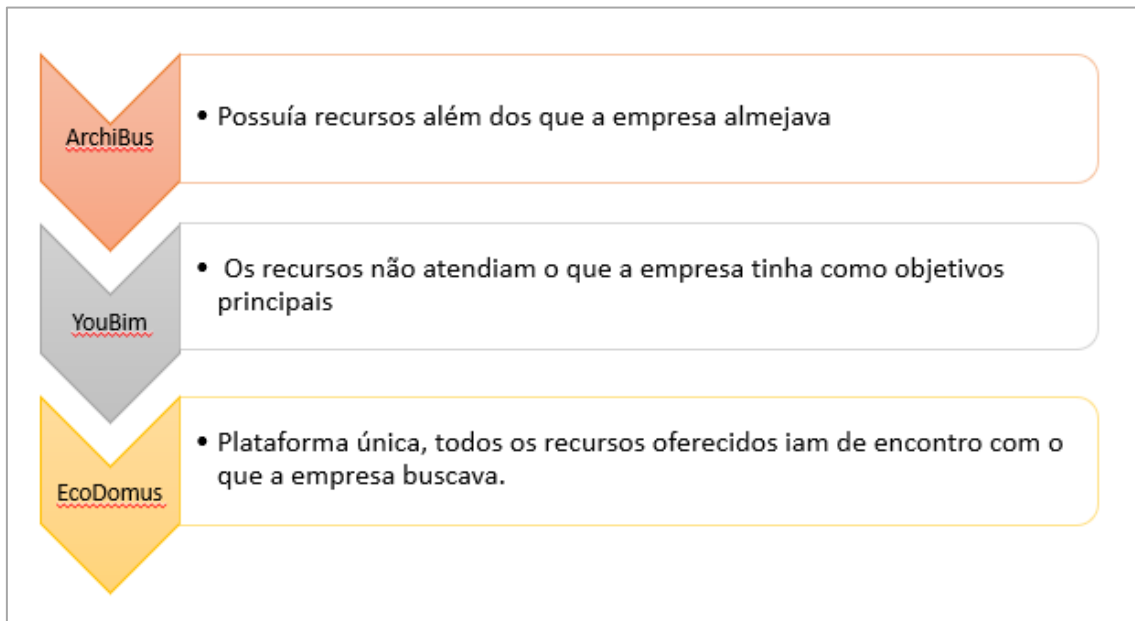 ArchiBus
• Possuía recursos além dos que a empresa almejava
YouBim
• Os recursos não atendiam o que a empresa tinha como objetivos
principais
EcoDomus
• Plataforma única, todos os recursos oferecidos iam de encontro com o
que a empresa buscava.